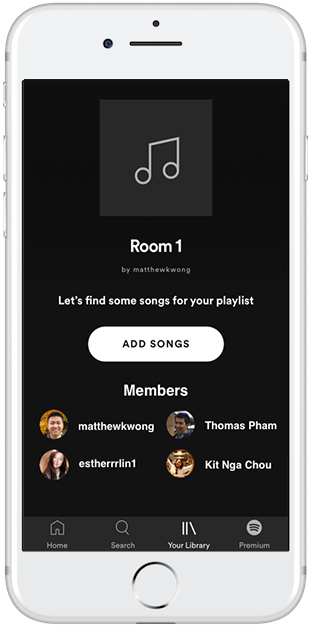 Room 1
by matthewkwong
Let's find some songs for your playlist
ADD SONGS
Members
matthewkwong
Thomas Pham
estherrrlin1
Kit Nga Chou
Home
Search
Your Library
Premium